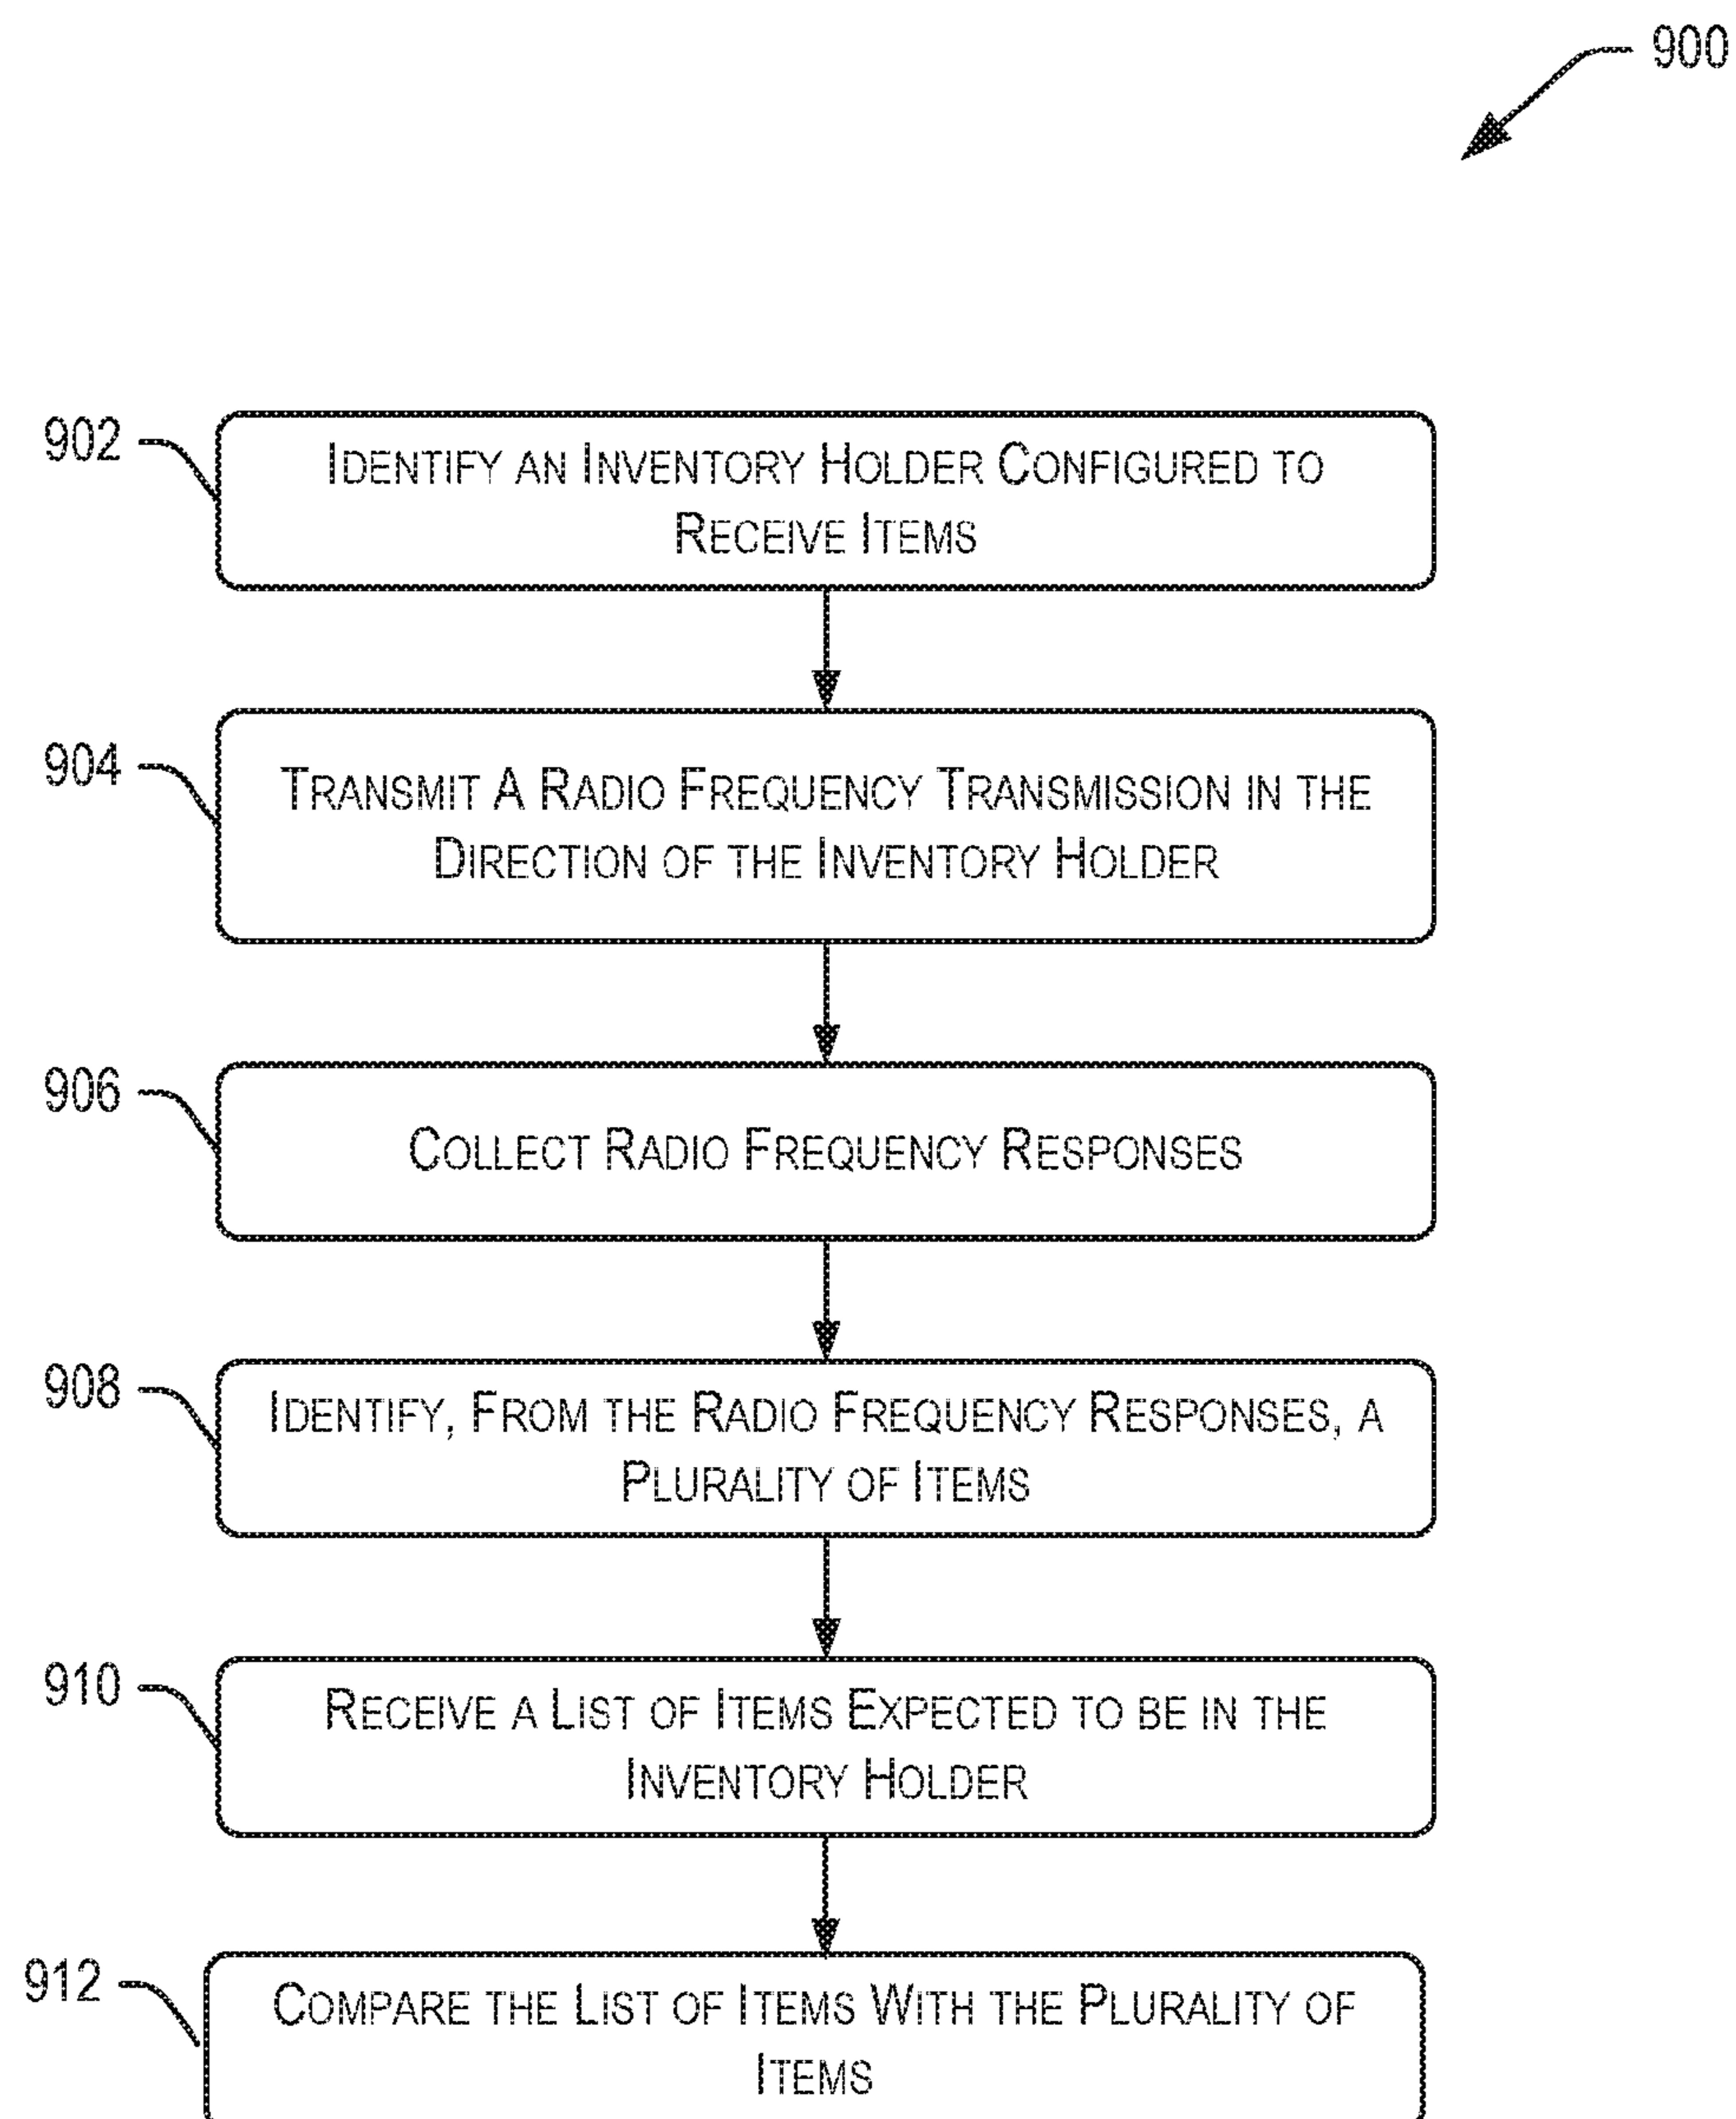 900
902
IDENTIFY AN INVENTORY HOLDER CONFIGURED TO
RECEIVE ITEMS
904
TRANSMIT A RADIO FREQUENCY TRANSMISSION IN THE
DIRECTION OF THE INVENTORY HOLDER
906
COLLECT RADIO FREQUENCY RESPONSES
908
IDENTIFY, FROM THE RADIO FREQUENCY RESPONSES, A
PLURALITY OF ITEMS
910
RECEIVE A LIST OF ITEMS EXPECTED TO BE IN THE
INVENTORY HOLDER
912
COMPARE THE LIST OF ITEMS WITH THE PLURALITY OF
ITEMS